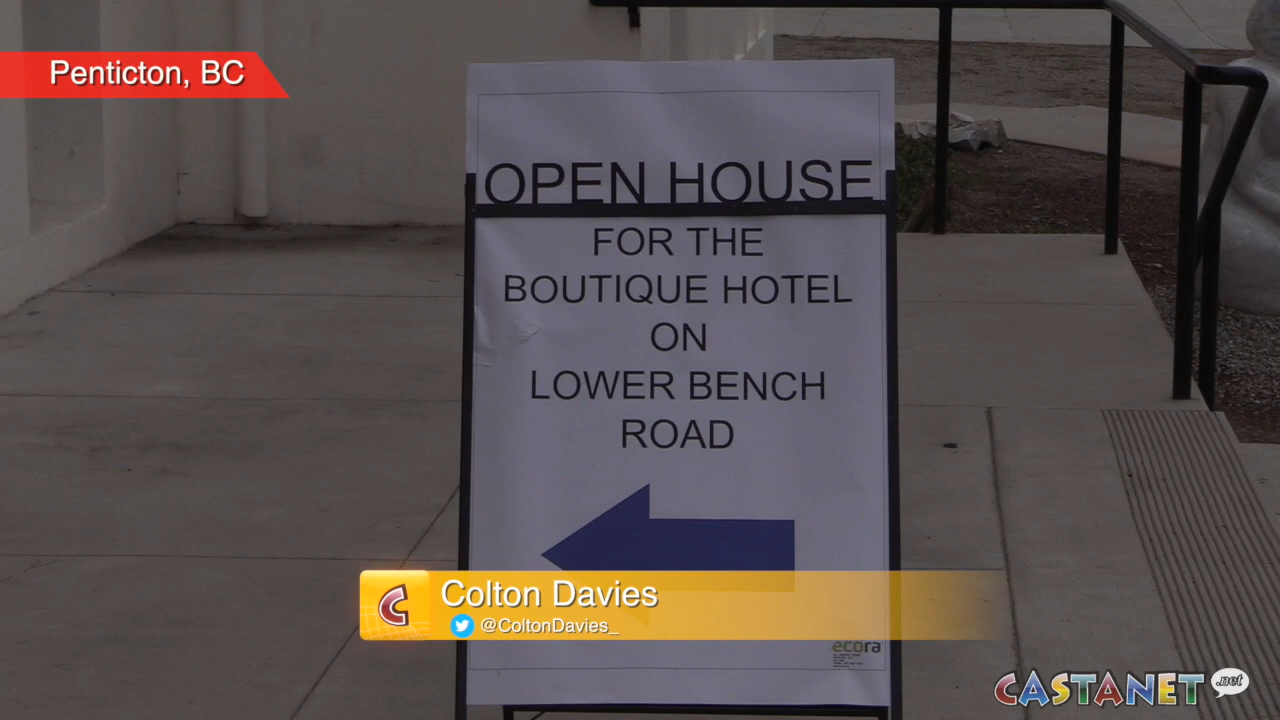 Penticton, BC
OPEN HOUSE
FOR THE
BOUTIQUE HOTEL
ON
LOWER BENCH
ROAD
Colton Davies
@ColtonDavies_
ecora
CASTANET .net